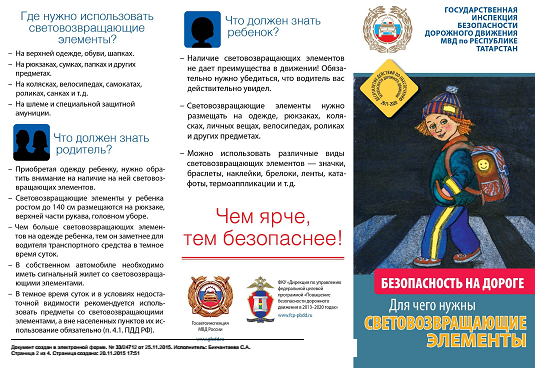 Где нужно использовать
световозвращающие
элементы?
– На верхней одежде, обуви, шапках.
– На рюкзаках, сумках, папках и других
предметах.
– На колясках, велосипедах, самокатах,
роликах, санках и т.д.
– На шлеме и специальной защитной
амуниции.
Что должен знать
родитель?
– Приобретая одежду ребенку, нужно обра-
тить внимание на наличие на ней световоз-
вращающих элементов.
– Световозвращающие элементы у ребенка
ростом до 140 см размещаются на рюкзаке,
верхней части рукава, головном уборе.
– Чем больше световозвращающих элемен-
тов на одежде ребенка, тем он заметнее для
водителя транспортного средства в темное
время суток.
– В собственном автомобиле необходимо
иметь сигнальный жилет со световозвраща-
ющими элементами.
– В темное время суток и в условиях недоста-
точной видимости рекомендуется использо-
вать предметы со световозвращающими
элементами, а вне населенных пунктов их ис-
пользование обязательно (п. 4.1. ПДД РФ).
Документ создан в электронной форме. № 33/04712 от 25.11.2015. Исполнитель: Бикчантаева С.А.
Страница 2 из 4. Страница создана: 20.11.2015 17:51
Что должен знать
ребенок?
– Наличие световозвращающих элементов
не дает преимущества в движении! Обяза-
тельно нужно убедиться, что водитель вас
действительно увидел.
– Световозвращающие элементы нужно
размещать на одежде, рюкзаках, коля-
сках, личных вещах, велосипедах, роликах
и других предметах.
– Можно использовать различные виды
световозвращающих элементов — значки,
браслеты, наклейки, брелоки, ленты, ката-
фоты, термоаппликации и т.д.
Чем ярче,
тем безопаснее!
Госавтоинспекция
МВД России
ФКУ «Дирекция по управлению
федеральной целевой
программой «Повышение
безопасности дорожного
движения в 2013-2020 годах»
www.fcp-pbdd.ru
ГОСУДАРСТВЕННАЯ
ИНСПЕКЦИЯ
БЕЗОПАСНОСТИ
ДОРОЖНОГО ДВИЖЕНИЯ
МВД по РЕСПУБЛИКЕ
ТАТАРСТАН
2011-2020
БЕЗОПАСНОСТЬ НА ДОРОГЕ
Для чего нужны
СВЕТОВОЗВРАЩАЮЩИЕ
ЭЛЕМЕНТЫ